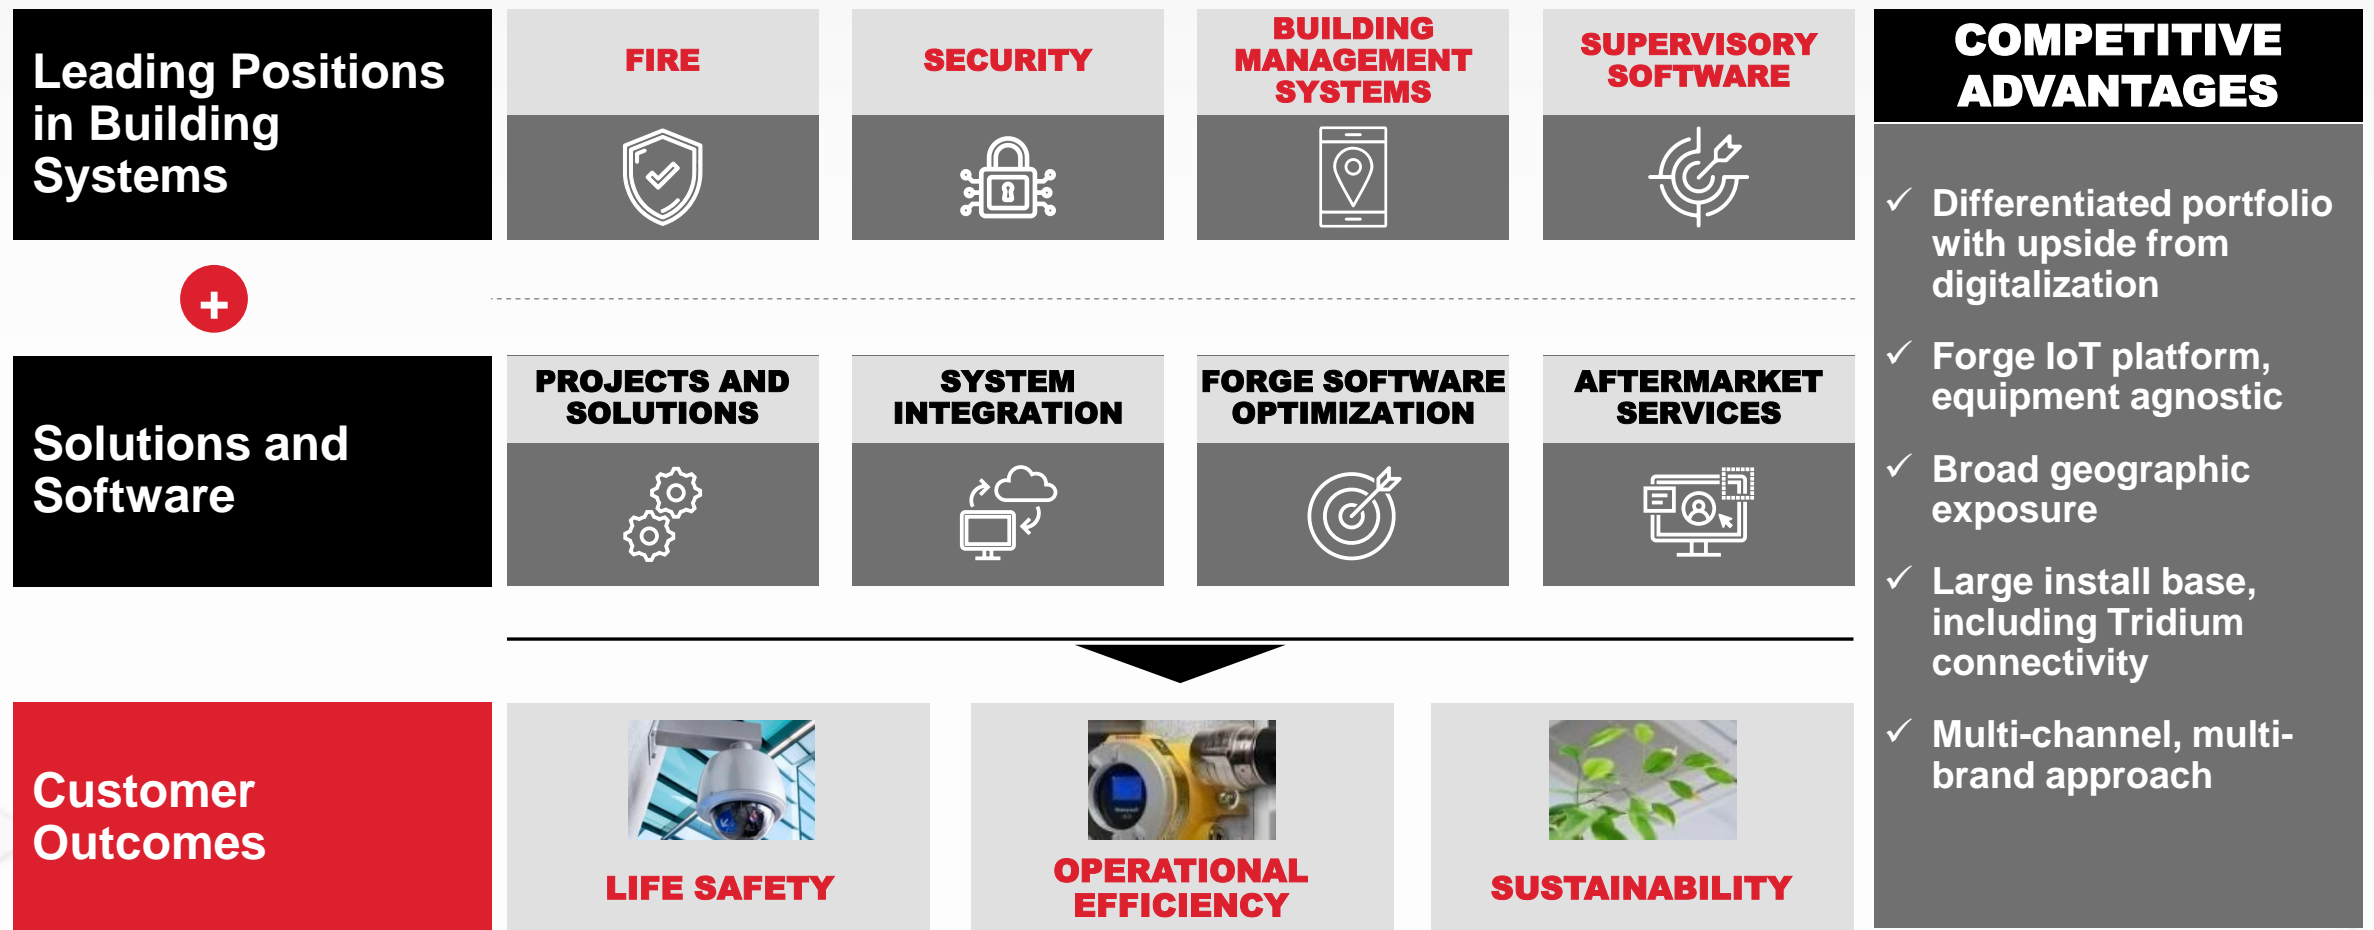 Leading Positions
in Building
Systems
FIRE
SECURITY
BUILDING
MANAGEMENT
SYSTEMS
SUPERVISORY
SOFTWARE
+
Solutions and
Software
PROJECTS AND
SOLUTIONS
SYSTEM
INTEGRATION
FORGE SOFTWARE
OPTIMIZATION
AFTERMARKET
SERVICES
Customer
Outcomes
LIFE SAFETY
OPERATIONAL
EFFICIENCY
SUSTAINABILITY
COMPETITIVE
ADVANTAGES
✓ Differentiated portfolio
with upside from
digitalization
✓ Forge IoT platform,
equipment agnostic
✓ Broad geographic
exposure
✓ Large install base,
including Tridium
connectivity
✓ Multi-channel, multi-
brand approach